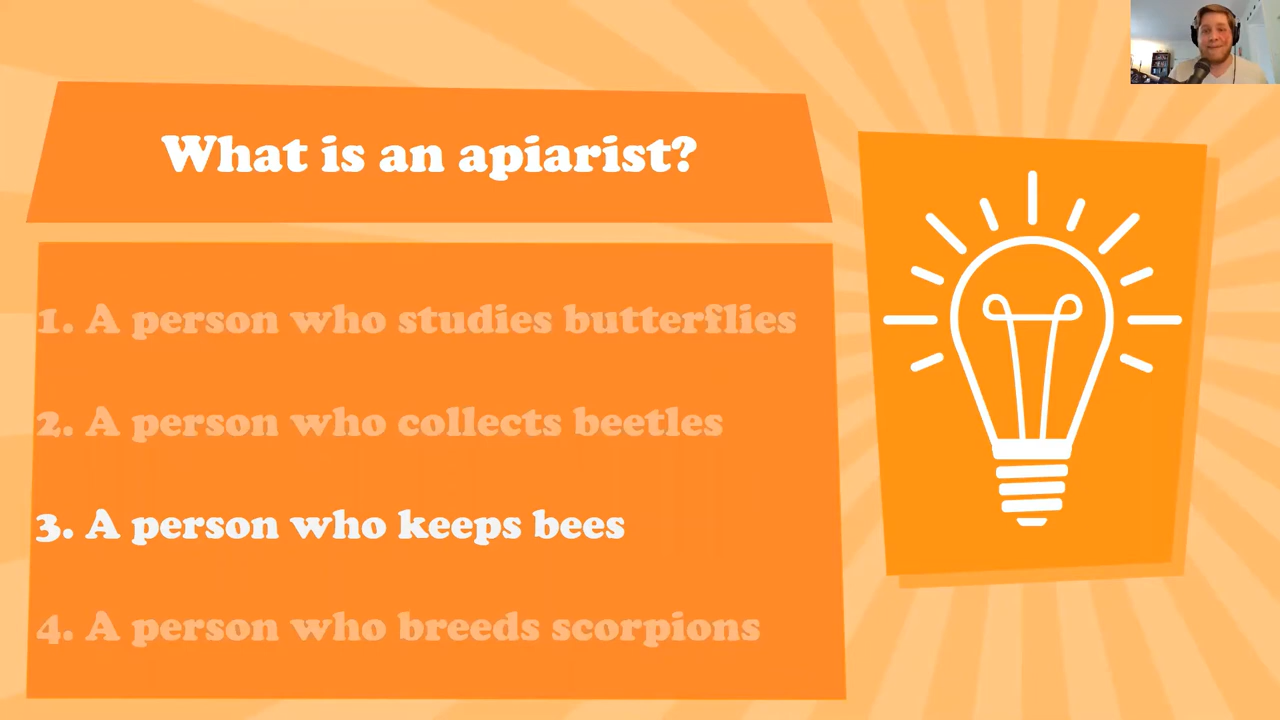 What is an apiarist?
1. A person who studies butterflies
2. A person who collects beetles
3. A person who keeps bees
4. A person who breeds scorpions